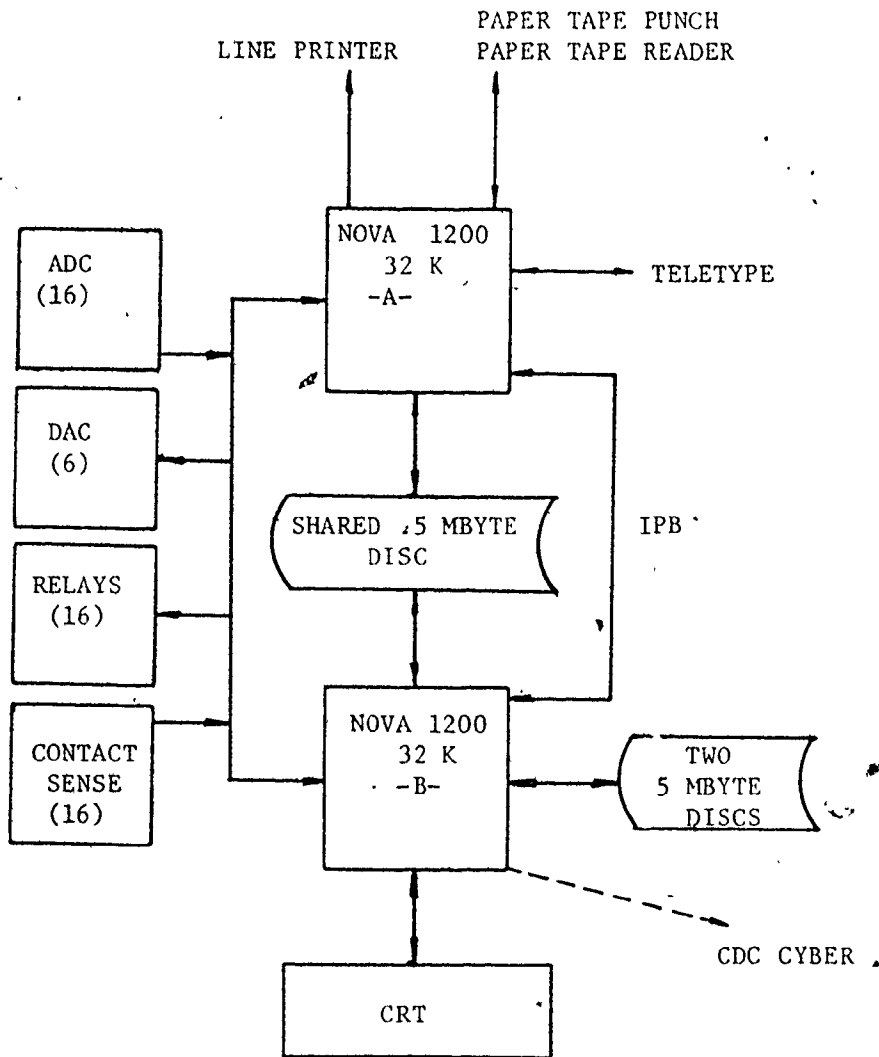 PAPER TAPE PUNCH
LINE PRINTER
PAPER TAPE READER
NOVA 1200
32 K
-A-
ADC
(16)
TELETYPE
DAC
(6)
SHARED .5 MBYTE
DISC
IPB
RELAYS
(16)
NOVA 1200
32 K
-B-
CONTACT
SENSE
(16)
TWO
5 MBYTE
DISCS
CDC CYBER
CRT